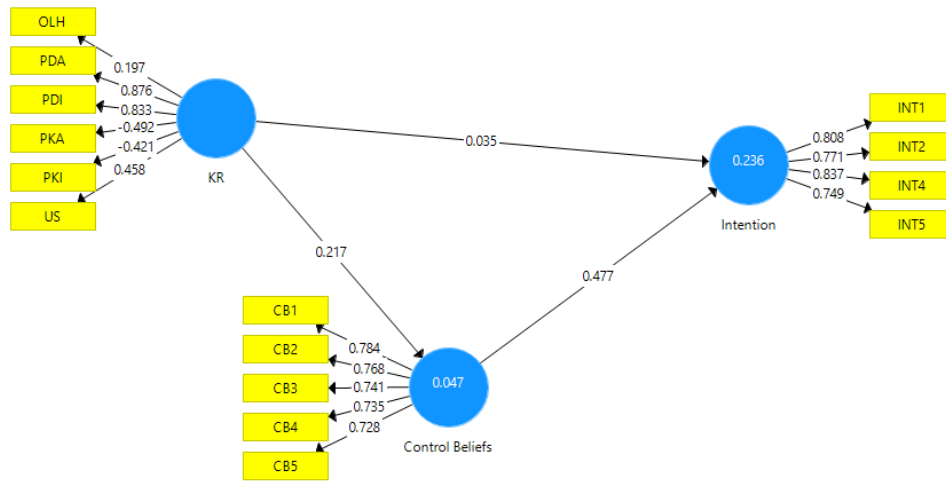 OLH
PDA
PDI
PKA
PKI
US
0.197
0.876
0.833
-0.492
-0.421
0.458
KR
0.035
0.217
0.477
0.236
Intention
0.808
0.771
0.837
0.749
INT1
INT2
INT4
INT5
CB1
CB2
CB3
CB4
CB5
0.784
0.768
0.741
0.735
0.728
0.047
Control Beliefs